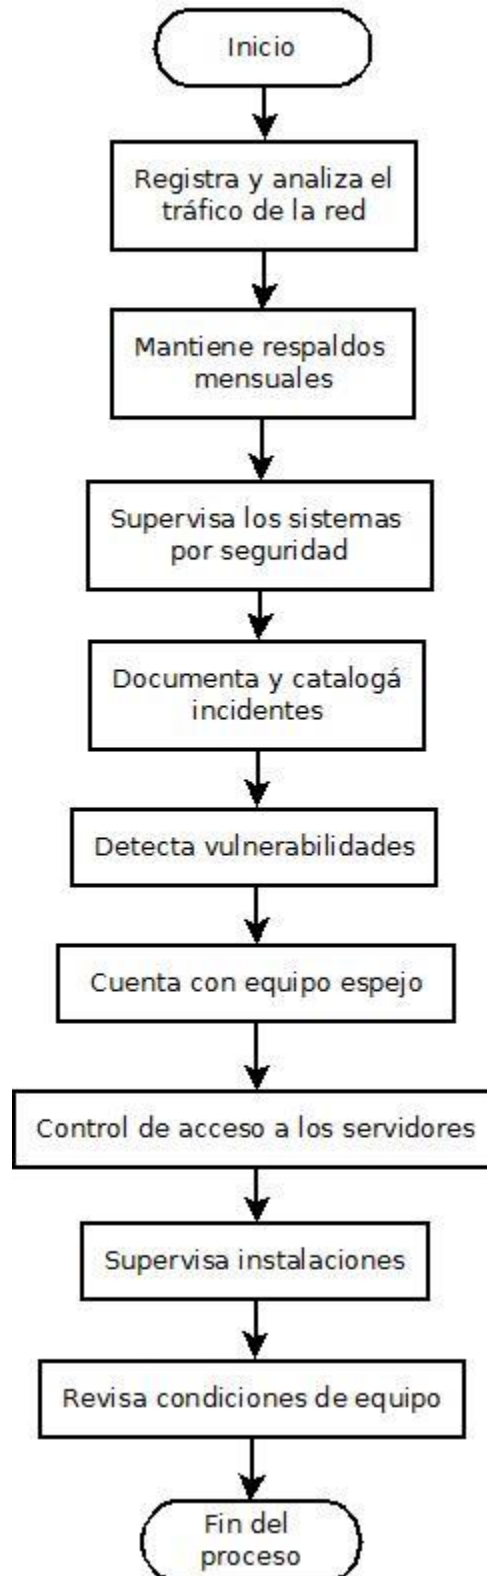 Inicio
Registra y analiza el
tráfico de la red
Mantiene respaldos
mensuales
Supervisa los sistemas
por seguridad
Documenta y catalogá
incidentes
Detecta vulnerabilidades
Cuenta con equipo espejo
Control de acceso a los servidores
Supervisa instalaciones
Revisa condiciones de equipo
Fin del
proceso